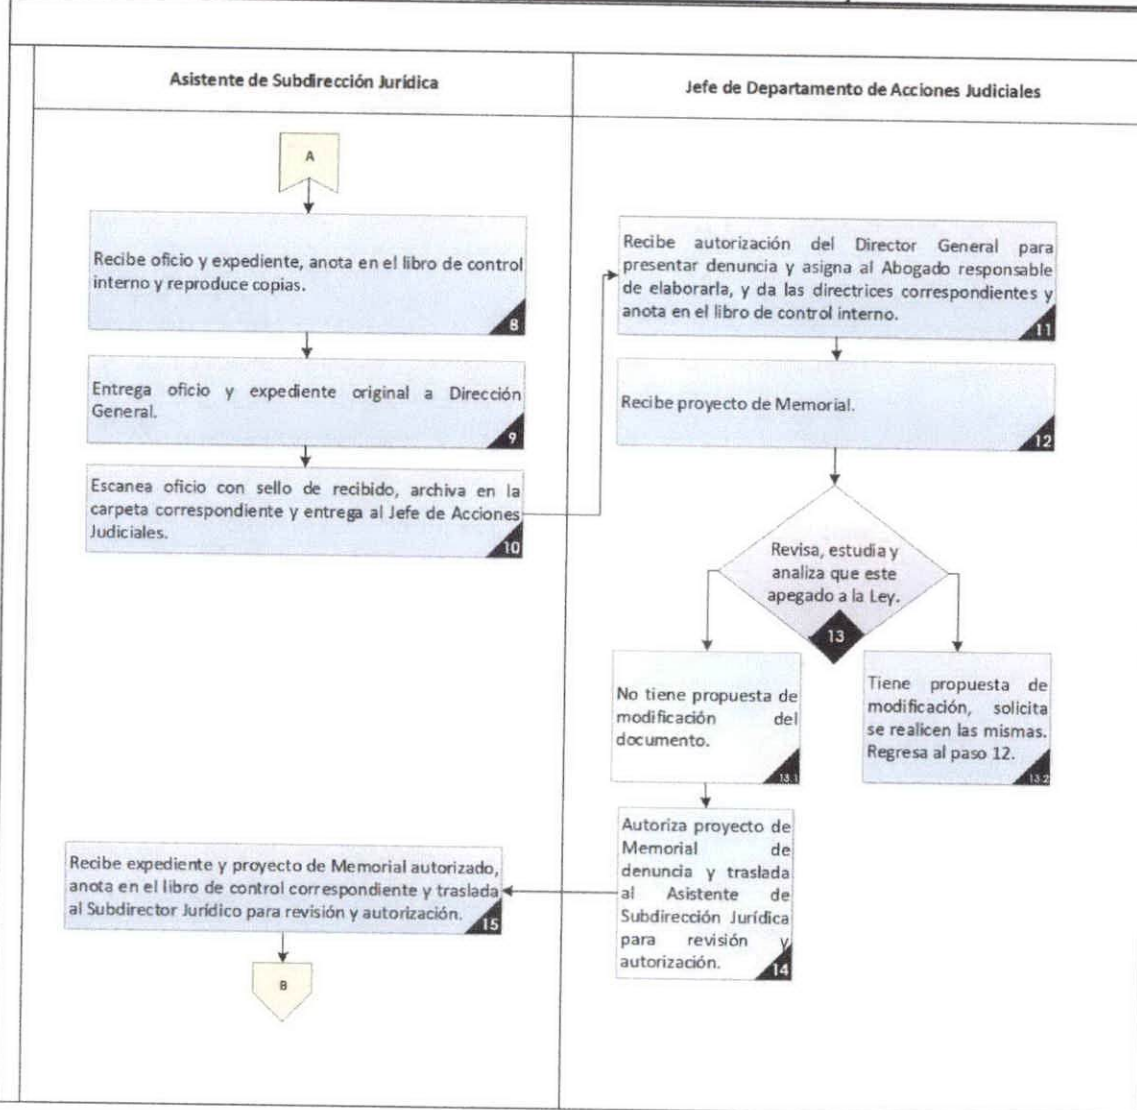 Asistente de Subdirección Jurídica
Jefe de Departamento de Acciones Judiciales
A
Recibe oficio y expediente, anota en el libro de control
interno y reproduce copias.
8
Entrega oficio y expediente original a Dirección
General.
9
Escanea oficio con sello de recibido, archiva en la
carpeta correspondiente y entrega al Jefe de Acciones
Judiciales.
10
Recibe autorización del Director General para
presentar denuncia y asigna al Abogado responsable
de elaborarla, y da las directrices correspondientes y
anota en el libro de control interno.
11
Recibe proyecto de Memorial.
12
Revisa, estudia y
analiza que este
apegado a la Ley.
13
No tiene propuesta de
modificación del
documento.
13.1
Tiene propuesta de
modificación, solicita
se realicen las mismas.
Regresa al paso 12.
13.2
Autoriza proyecto de
Memorial de
denuncia y traslada
al Asistente de
Subdirección Jurídica
para revisión y
autorización.
14
Recibe expediente y proyecto de Memorial autorizado,
anota en el libro de control correspondiente y traslada
al Subdirector Jurídico para revisión y autorización.
15
B